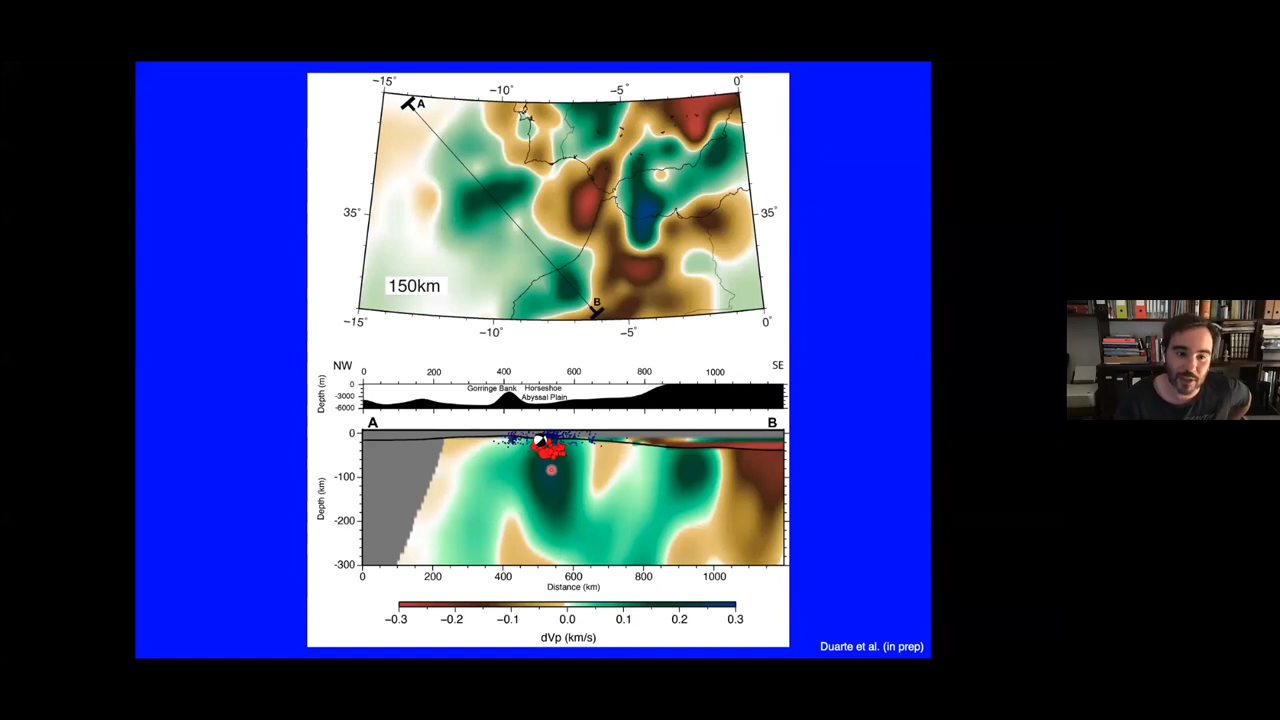 −15° −10° −5° 0°
A
35° 35°
150km
B
−15° −10° −5° 0°
NW 0 200 400 600 800 1000 SE
Depth (m)
0
-3000
-6000
Gorringe Bank Horseshoe
Abyssal Plain
A B
Depth (km)
0
-100
-200
-300
0 200 400 600 800 1000
Distance (km)
−0.3 −0.2 −0.1 0.0 0.1 0.2 0.3
dVp (km/s)
Duarte et al. (in prep)